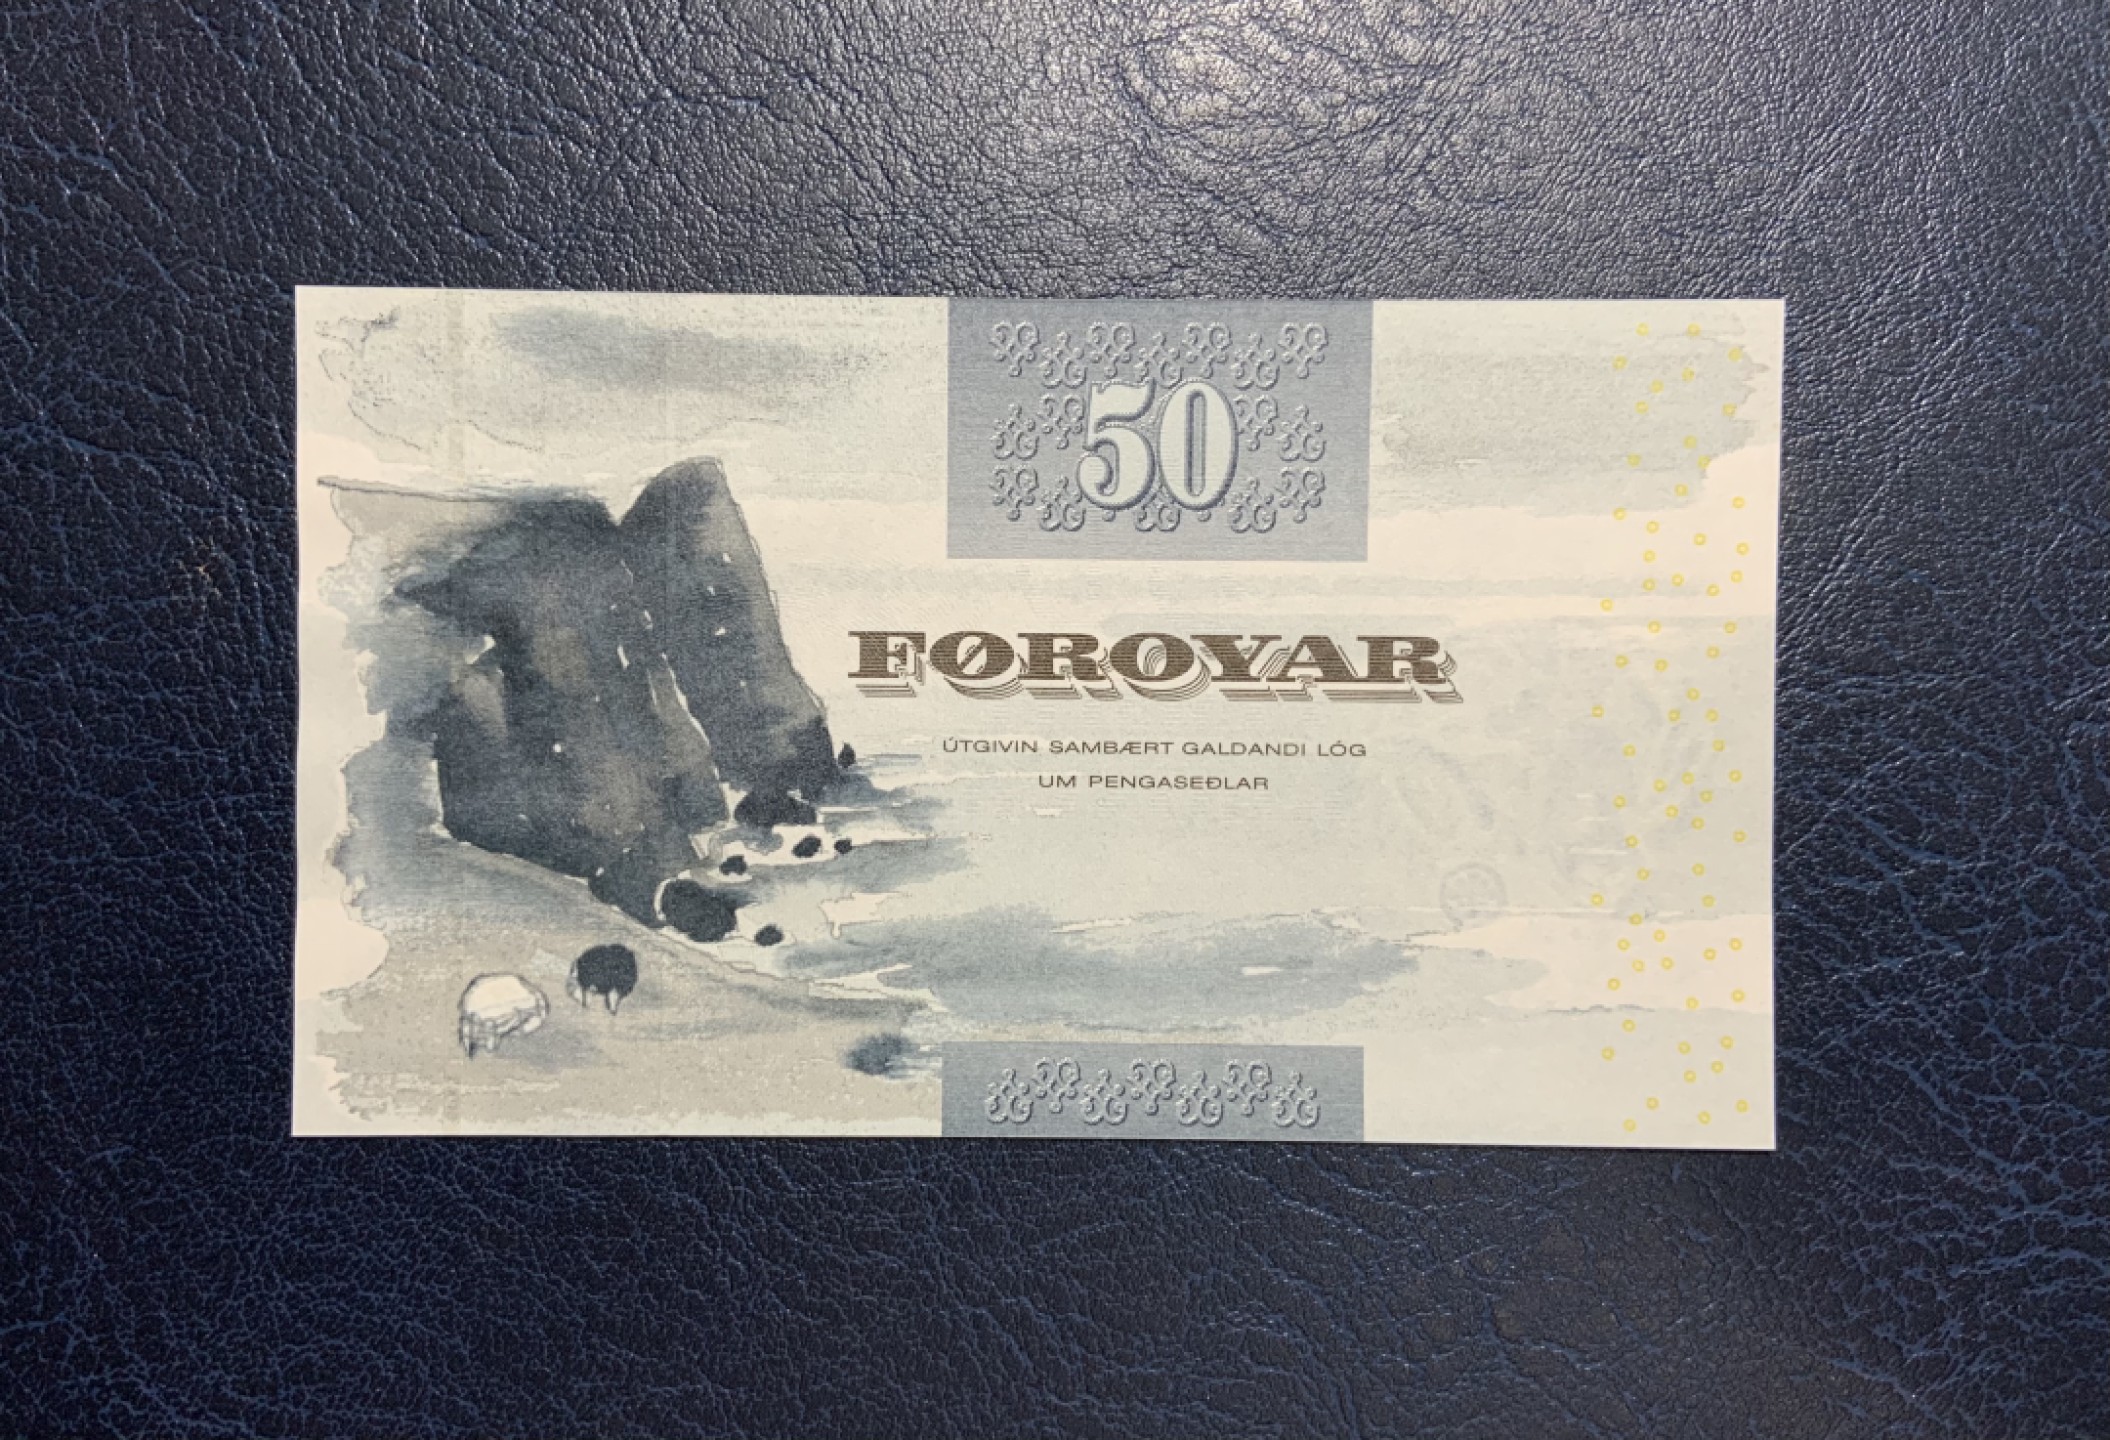 50
FØROYAR
ÚTGIVIN SAMBÆRT GALDANDI LÓG
UM PENGASEÐLAR